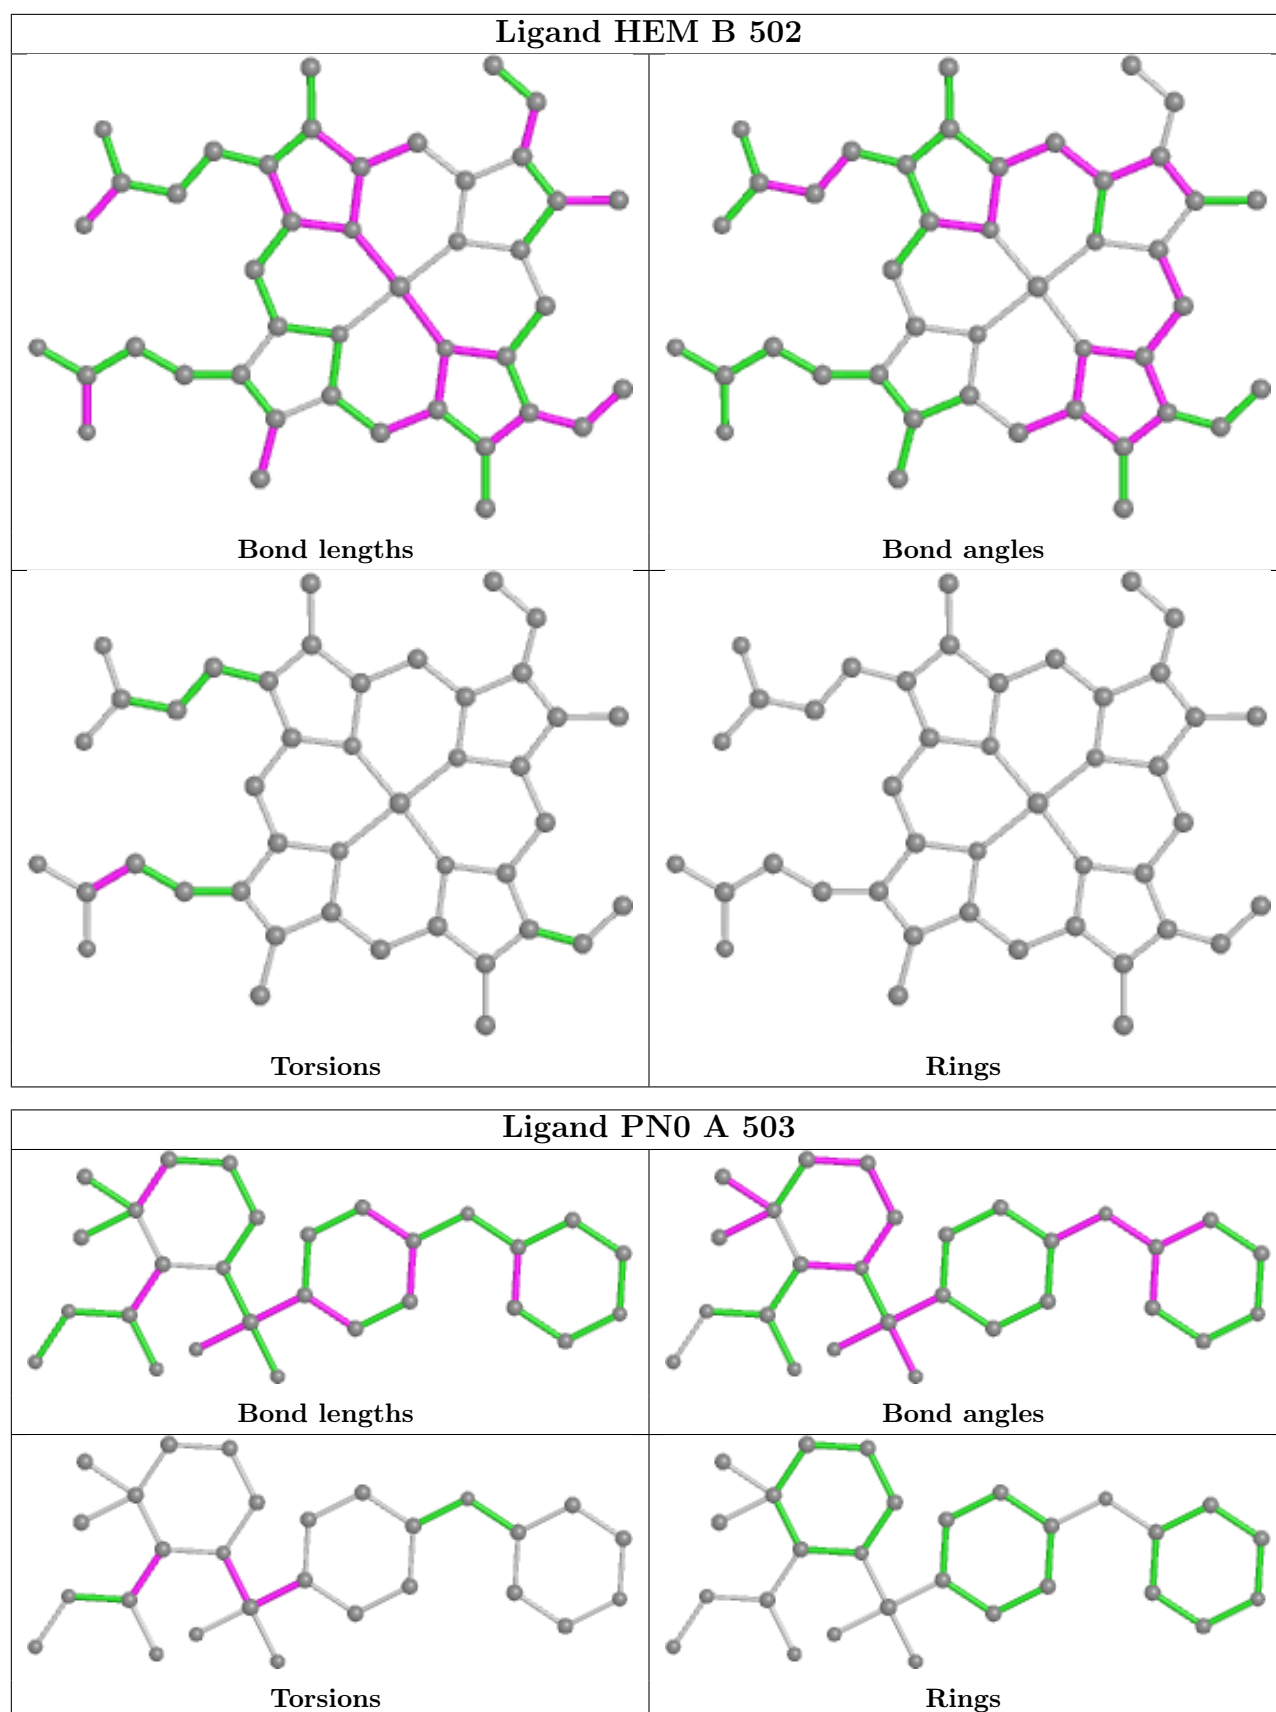 Ligand HEM B 502
Bond lengths
Bond angles
Torsions
Rings
Ligand PN0 A 503
Bond lengths
Bond angles
Torsions
Rings